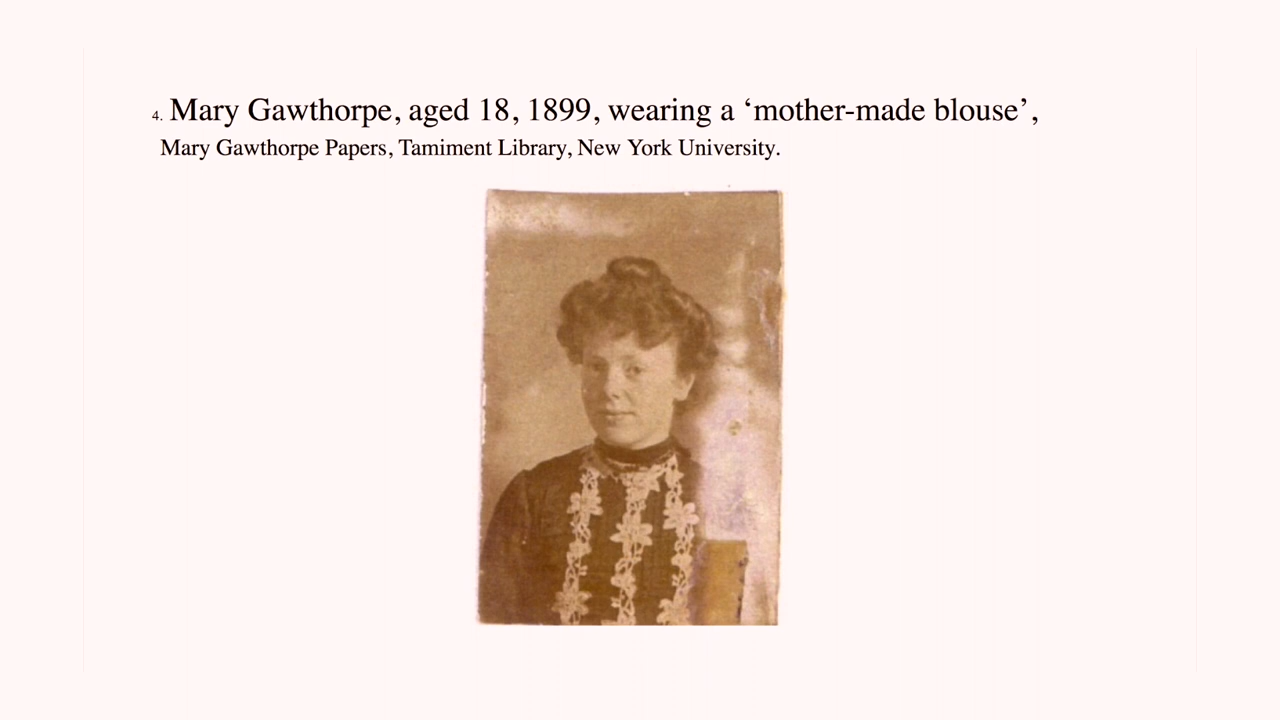 4. Mary Gawthorpe, aged 18, 1899, wearing a ‘mother-made blouse’,
Mary Gawthorpe Papers, Tamiment Library, New York University.